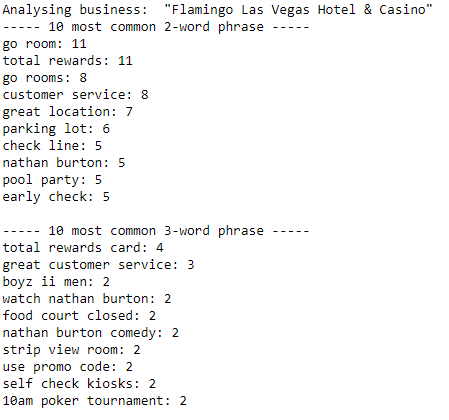 Analysing business:  "Flamingo Las Vegas Hotel & Casino"
----- 10 most common 2-word phrase -----
go room: 11
total rewards: 11
go rooms: 8
customer service: 8
great location: 7
parking lot: 6
check line: 5
nathan burton: 5
pool party: 5
early check: 5

----- 10 most common 3-word phrase -----
total rewards card: 4
great customer service: 3
boyz ii men: 2
watch nathan burton: 2
food court closed: 2
nathan burton comedy: 2
strip view room: 2
use promo code: 2
self check kiosks: 2
10am poker tournament: 2